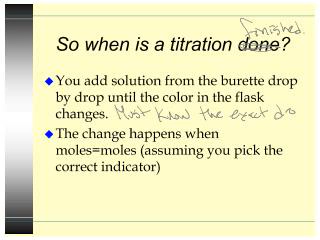 finished.
So when is a titration done?
You add solution from the burette drop
by drop until the color in the flask
changes. Must know the exact do
The change happens when
moles=moles (assuming you pick the
correct indicator)